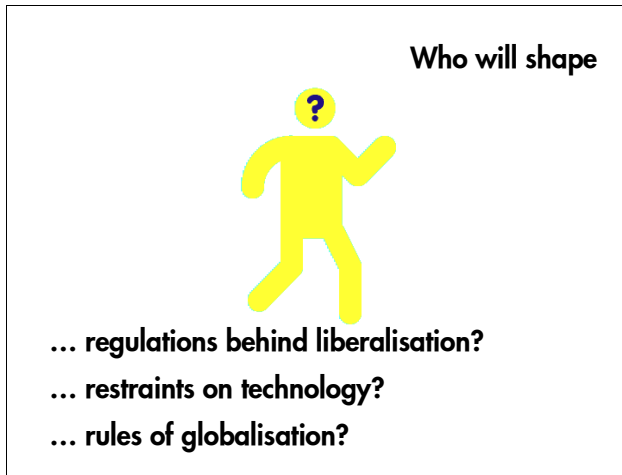 Who will shape
?
... regulations behind liberalisation?
... restraints on technology?
... rules of globalisation?